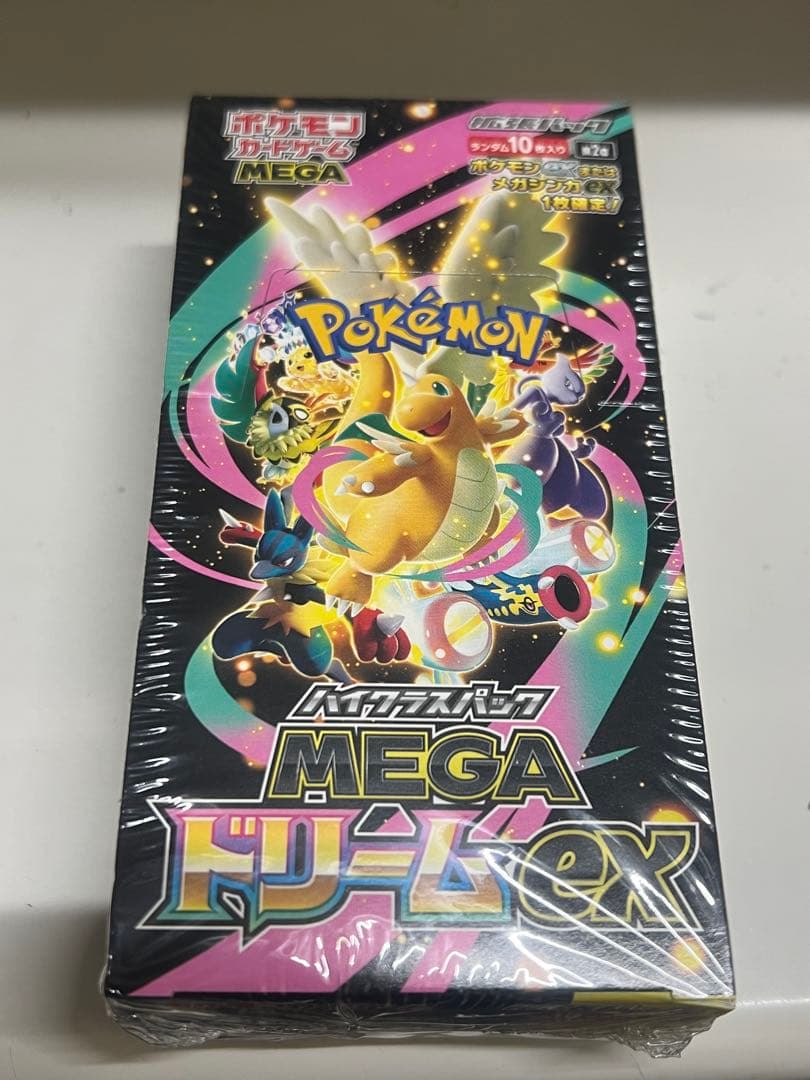 ポケモン
カードゲーム
MEGA
拡張パック
ランダム10枚入り
ポケモンexまたは
メガシンカex
1枚確定!
POKéMON
ハイクラスパック
MEGA
ドリームex